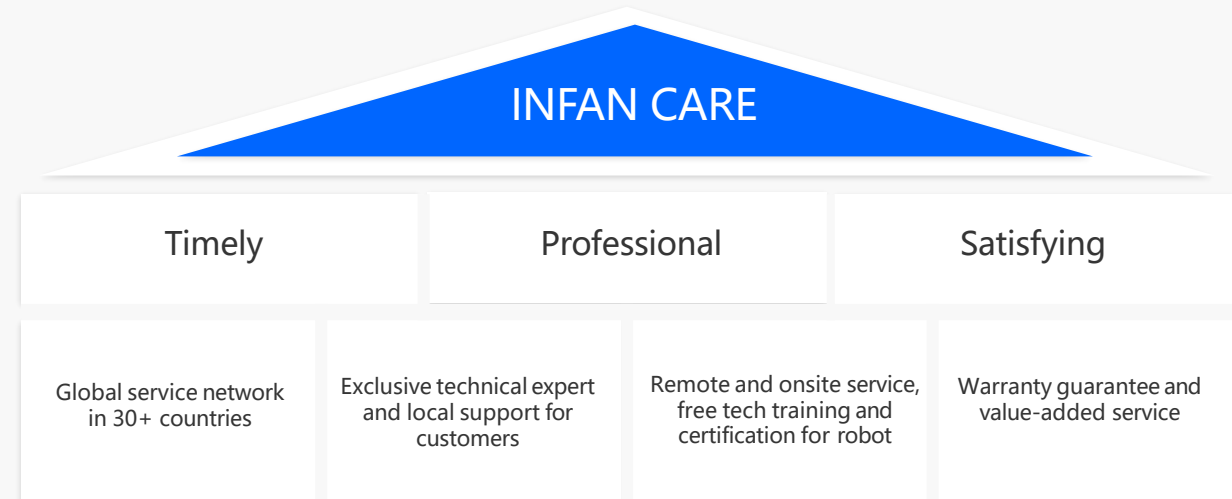 INFAN CARE
Timely
Professional
Satisfying
Global service network
in 30+ countries
Exclusive technical expert
and local support for
customers
Remote and onsite service,
free tech training and
certification for robot
Warranty guarantee and
value-added service